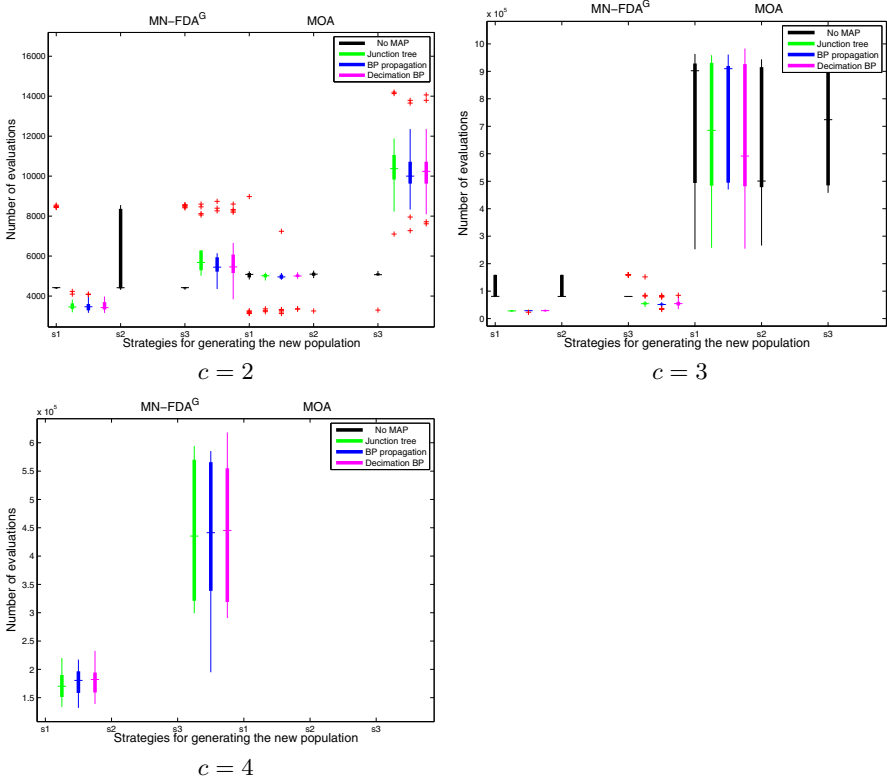 MN−FDA^G MOA
16000
14000
12000
10000
8000
6000
4000
Number of evaluations
No MAP
Junction tree
BP propagation
Decimation BP
s1 s2 s3 s1 s2 s3
Strategies for generating the new population
c = 2
x 10^5
MN−FDA^G MOA
10
9
8
7
6
5
4
3
2
1
0
Number of evaluations
No MAP
Junction tree
BP propagation
Decimation BP
s1 s2 s3 s1 s2 s3
Strategies for generating the new population
c = 3
x 10^5
MN−FDA^G MOA
6
5.5
5
4.5
4
3.5
3
2.5
2
1.5
Number of evaluations
No MAP
Junction tree
BP propagation
Decimation BP
s1 s2 s3 s1 s2 s3
Strategies for generating the new population
c = 4